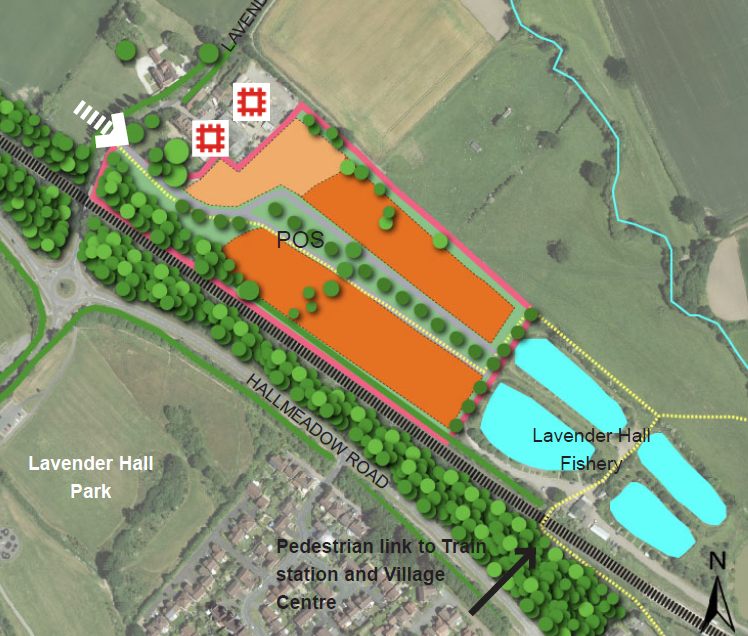 LAVEND
POS
HALLMEADOW ROAD
Lavender Hall
Fishery
Lavender Hall
Park
Pedestrian link to Train
station and Village
Centre
N